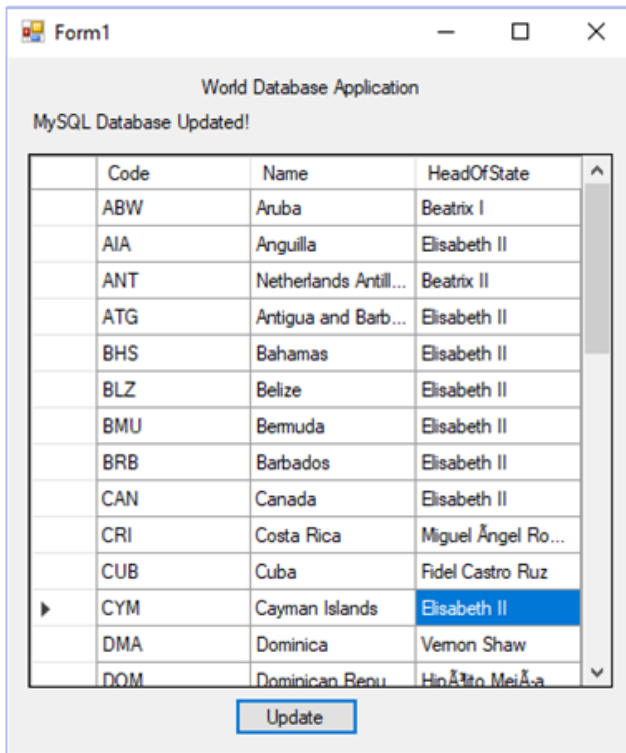 Form1
World Database Application
MySQL Database Updated!
Code Name HeadOfState
ABW Aruba Beatrix I
AIA Anguilla Elisabeth II
ANT Netherlands Antill... Beatrix II
ATG Antigua and Barb... Elisabeth II
BHS Bahamas Elisabeth II
BLZ Belize Elisabeth II
BMU Bermuda Elisabeth II
BRB Barbados Elisabeth II
CAN Canada Elisabeth II
CRI Costa Rica Miguel Ãngel Ro...
CUB Cuba Fidel Castro Ruz
CYM Cayman Islands Elisabeth II
DMA Dominica Vernon Shaw
DOM Dominican Repu
Update